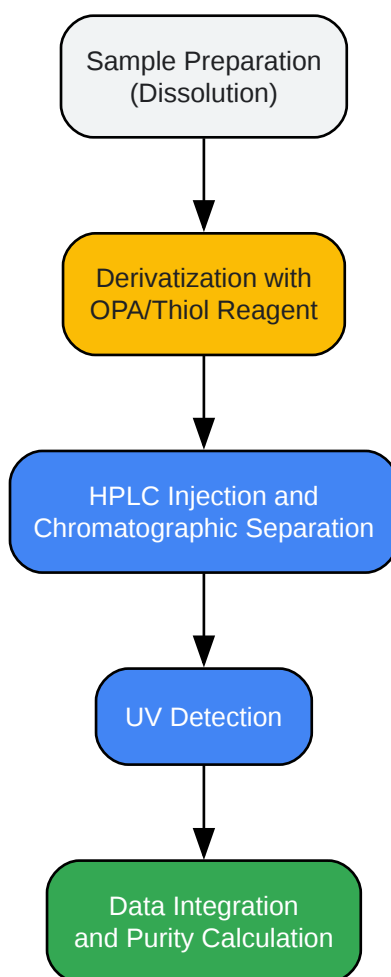 Sample Preparation
(Dissolution)
Derivatization with
OPA/Thiol Reagent
HPLC Injection and
Chromatographic Separation
UV Detection
Data Integration
and Purity Calculation